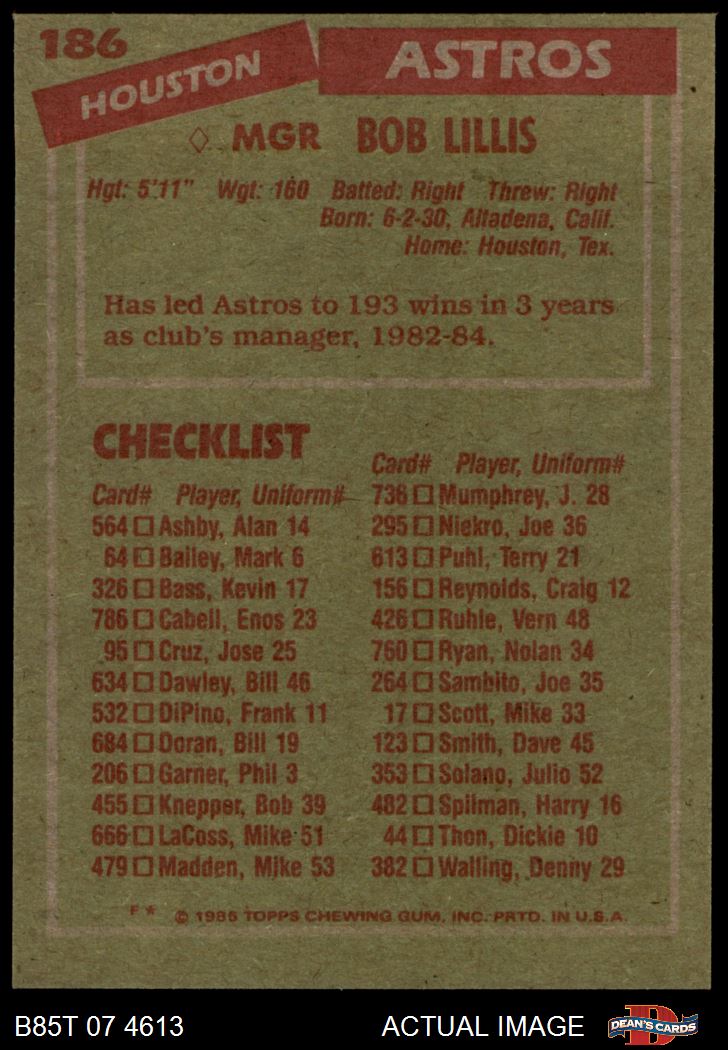 186
HOUSTON ASTROS
◇ MGR BOB LILLIS
Hgt: 5'11" Wgt: 160 Batted: Right Threw: Right
Born: 6-2-30, Altadena, Calif.
Home: Houston, Tex.
Has led Astros to 193 wins in 3 years
as club's manager, 1982-84.
CHECKLIST
Card# Player, Uniform#
564 □ Ashby, Alan 14
64 □ Bailey, Mark 6
326 □ Bass, Kevin 17
786 □ Cabell, Enos 23
95 □ Cruz, Jose 25
634 □ Dawley, Bill 46
532 □ DiPino, Frank 11
684 □ Doran, Bill 19
206 □ Garner, Phil 3
455 □ Knepper, Bob 39
666 □ LaCoss, Mike 51
479 □ Madden, Mike 53
Card# Player, Uniform#
736 □ Mumphrey, J. 28
295 □ Niekro, Joe 36
613 □ Puhl, Terry 21
156 □ Reynolds, Craig 12
426 □ Ruhle, Vern 48
760 □ Ryan, Nolan 34
264 □ Sambito, Joe 35
17 □ Scott, Mike 33
123 □ Smith, Dave 45
353 □ Solano, Julio 52
482 □ Spilman, Harry 16
44 □ Thon, Dickie 10
382 □ Walling, Denny 29
F* © 1985 TOPPS CHEWING GUM, INC. PRTD. IN U.S.A.
B85T 07 4613 ACTUAL IMAGE D DEAN'S CARDS